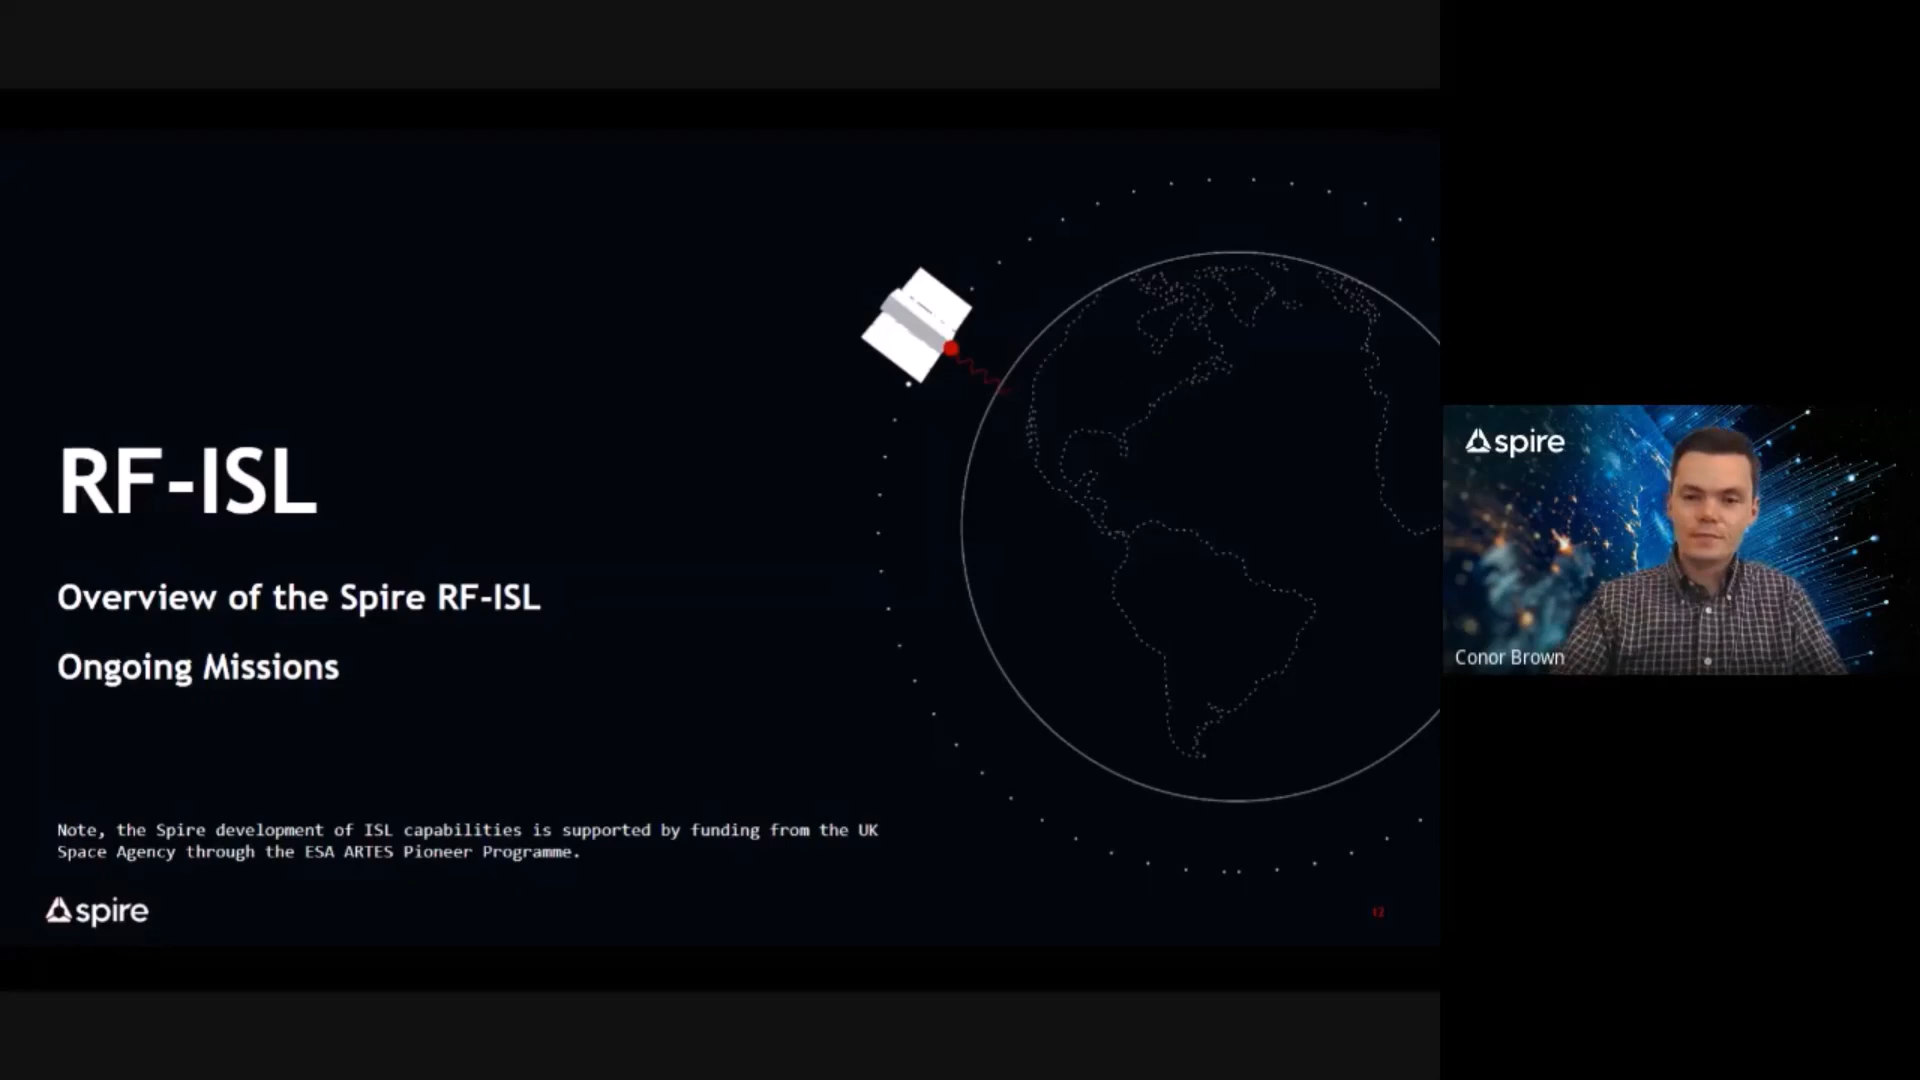 RF-ISL
Overview of the Spire RF-ISL
Ongoing Missions
Note, the Spire development of ISL capabilities is supported by funding from the UK
Space Agency through the ESA ARTES Pioneer Programme.
spire
12
spire
Conor Brown